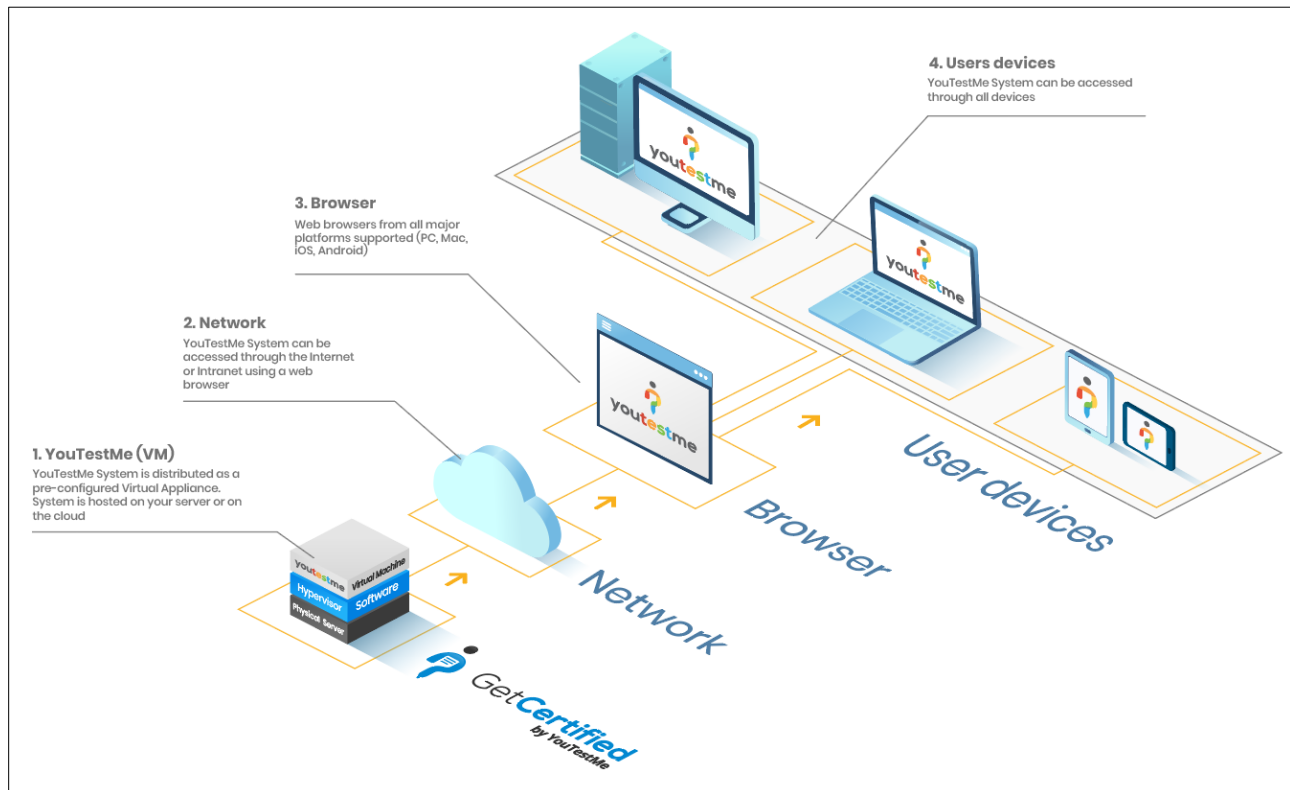 4. Users devices
YouTestMe System can be accessed
through all devices
youtestme
3. Browser
Web browsers from all major
platforms supported (PC, Mac,
iOS, Android)
youtestme
2. Network
YouTestMe System can be
accessed through the Internet
or Intranet using a web
browser
youtestme
1. YouTestMe (VM)
YouTestMe System is distributed as a
pre-configured Virtual Appliance.
System is hosted on your server or on
the cloud
User devices
Browser
Network
youtestme
Virtual Machine
Hypervisor
Software
Physical Server
GetCertified
by YouTestMe